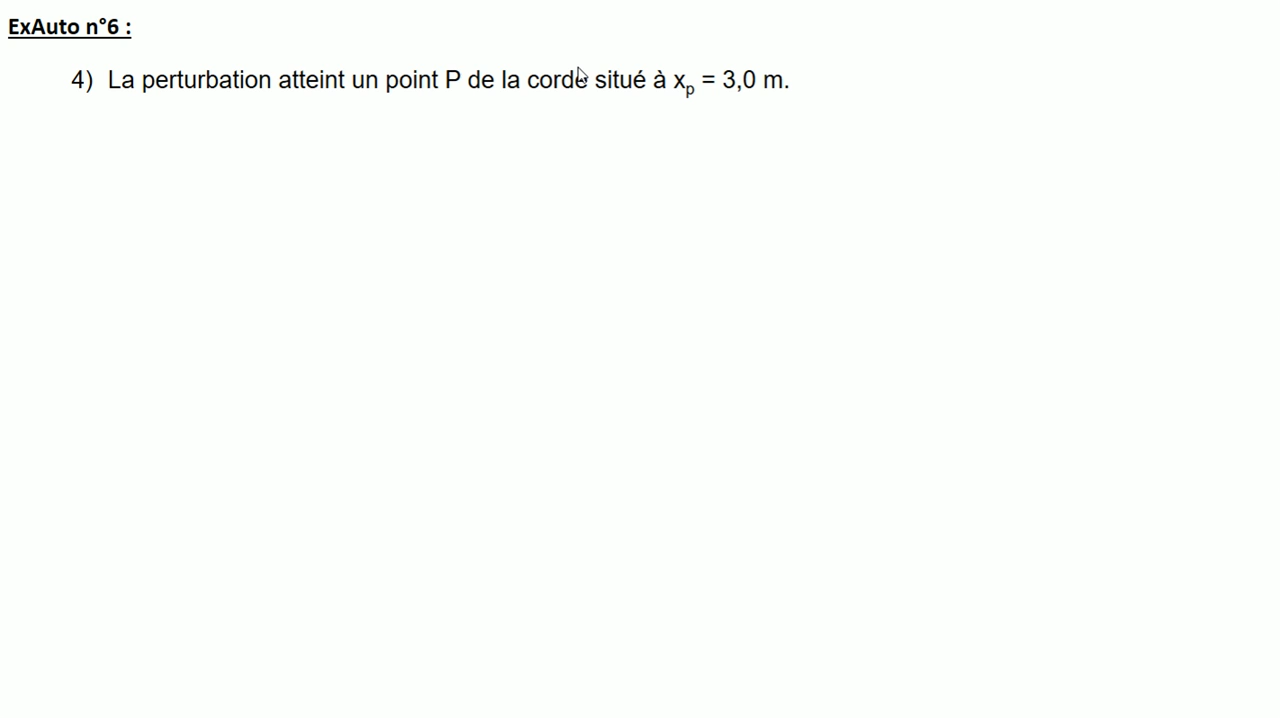 ExAuto n°6 :
4) La perturbation atteint un point P de la corde situé à xp = 3,0 m.